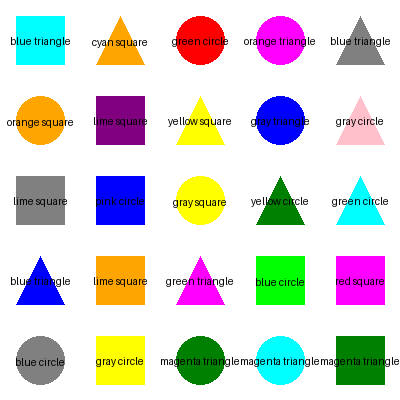 blue triangle cyan square green circle orange triangle blue triangle
orange square lime square yellow square gray triangle gray circle
lime square pink circle gray square yellow circle green circle
blue triangle lime square green triangle blue circle red square
blue circle gray circle magenta triangle magenta triangle magenta triangle